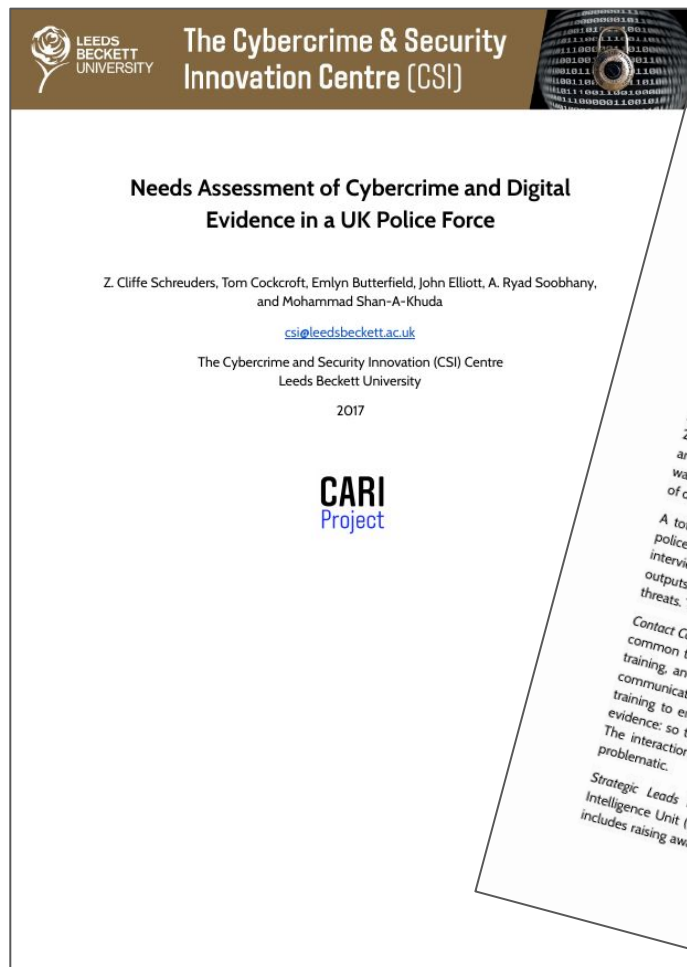 LEEDS
BECKETT
UNIVERSITY
The Cybercrime & Security
Innovation Centre (CSI)
Needs Assessment of Cybercrime and Digital
Evidence in a UK Police Force
Z. Cliffe Schreuders, Tom Cockcroft, Emlyn Butterfield, John Elliott, A. Ryad Soobhany,
and Mohammad Shan-A-Khuda
csi@leedsbeckett.ac.uk
The Cybercrime and Security Innovation (CSI) Centre
Leeds Beckett University
2017
CARI
Project
of
A to
police
intervie
outputs
threats.
Contact C
common t
training, an
communicat
training to e
evidence: so t
The interaction
problematic.
Strategic Leads
Intelligence Unit (
includes raising aw